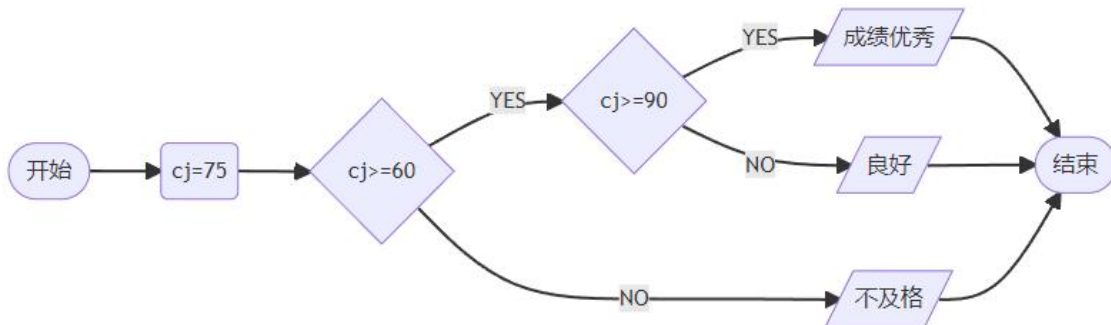 开始
cj=75
cj>=60
YES
cj>=90
YES
成绩优秀
NO
良好
结束
NO
不及格